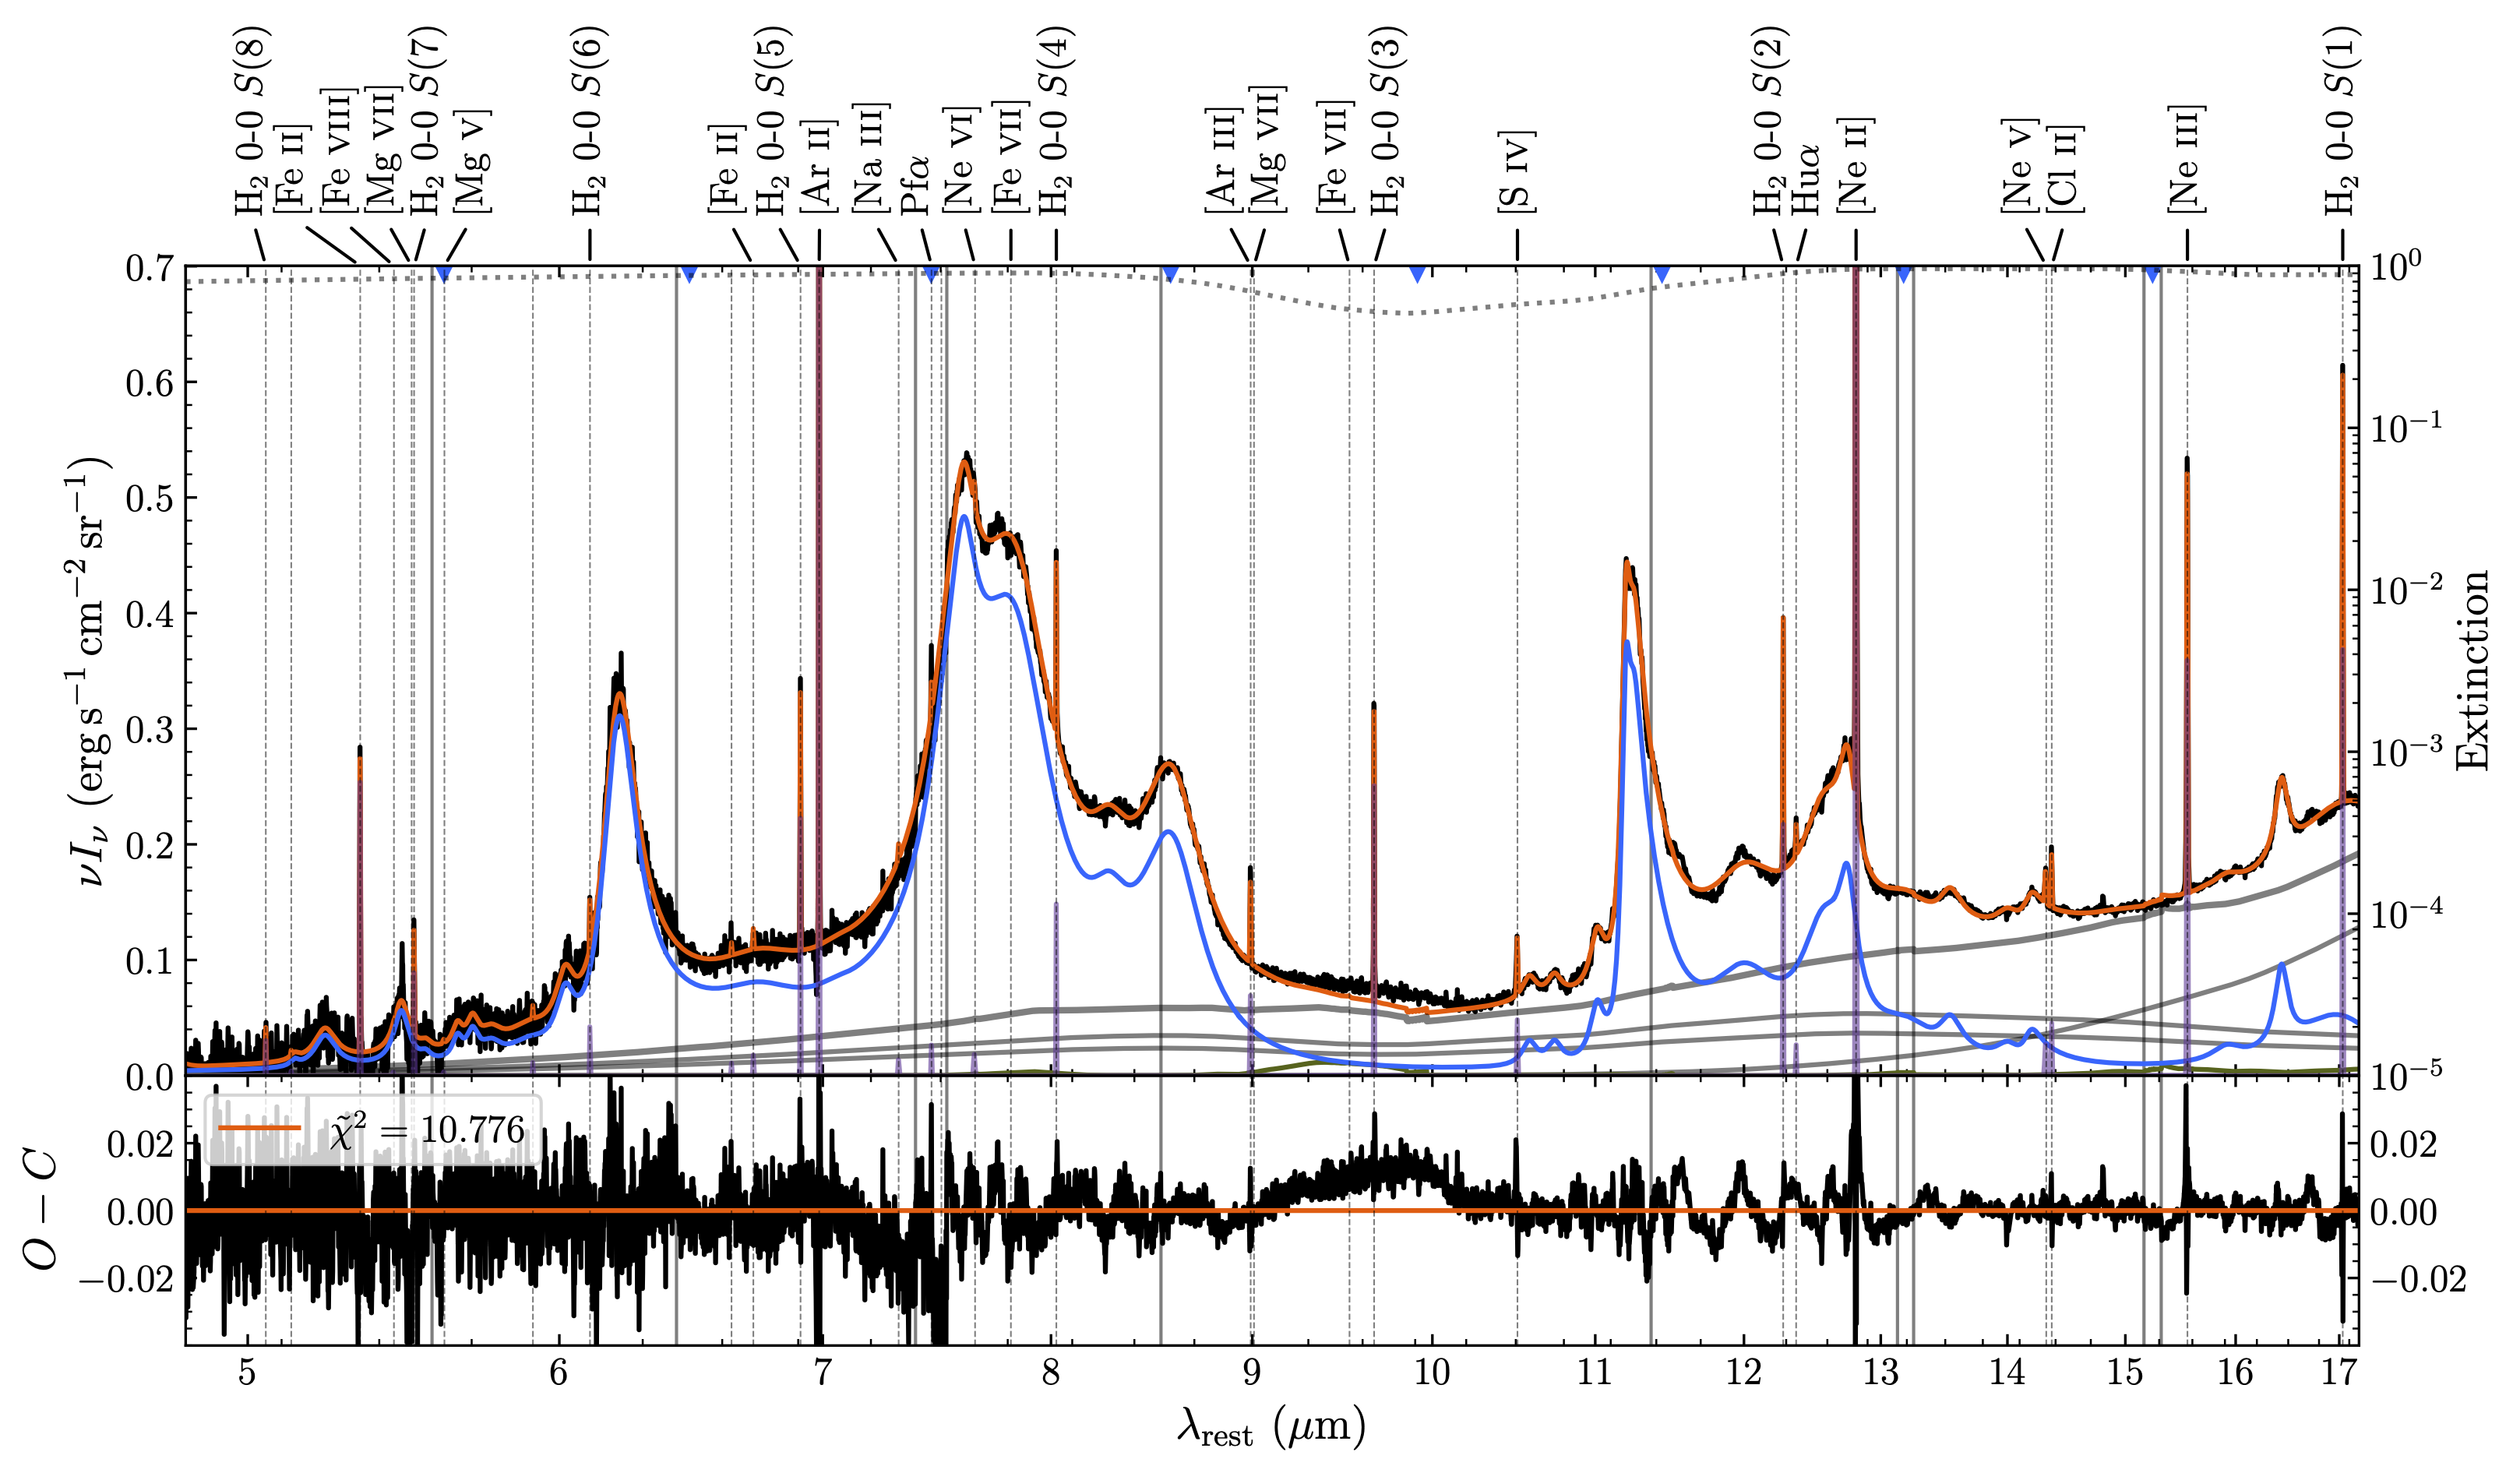 H₂ 0-0 S(8)
[Fe II]
[Fe VIII]
[Mg VII]
H₂ 0-0 S(7)
[Mg V]
H₂ 0-0 S(6)
[Fe II]
H₂ 0-0 S(5)
[Ar II]
[Na III]
Pfα
[Ne VI]
[Fe VII]
H₂ 0-0 S(4)
[Ar III]
[Mg VII]
[Fe VII]
H₂ 0-0 S(3)
[S IV]
H₂ 0-0 S(2)
Huα
[Ne II]
[Ne V]
[Cl II]
[Ne III]
H₂ 0-0 S(1)
νIν (erg s⁻¹ cm⁻² sr⁻¹)
0.7
0.6
0.5
0.4
0.3
0.2
0.1
0.0
10⁰
10⁻¹
10⁻²
10⁻³
10⁻⁴
10⁻⁵
Extinction
χ̃² = 10.776
O − C
0.02
0.00
−0.02
0.02
0.00
−0.02
5 6 7 8 9 10 11 12 13 14 15 16 17
λrest (μm)